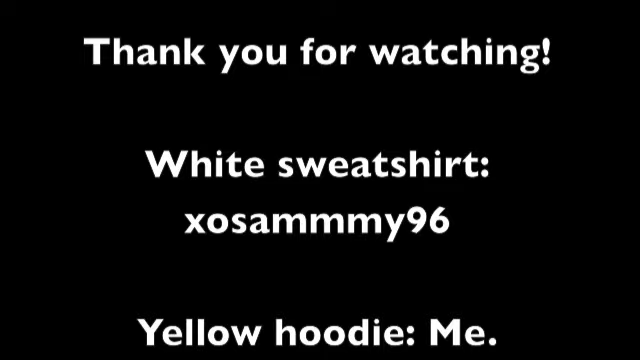 Thank you for watching!
White sweatshirt:
xosammmy96
Yellow hoodie: Me.